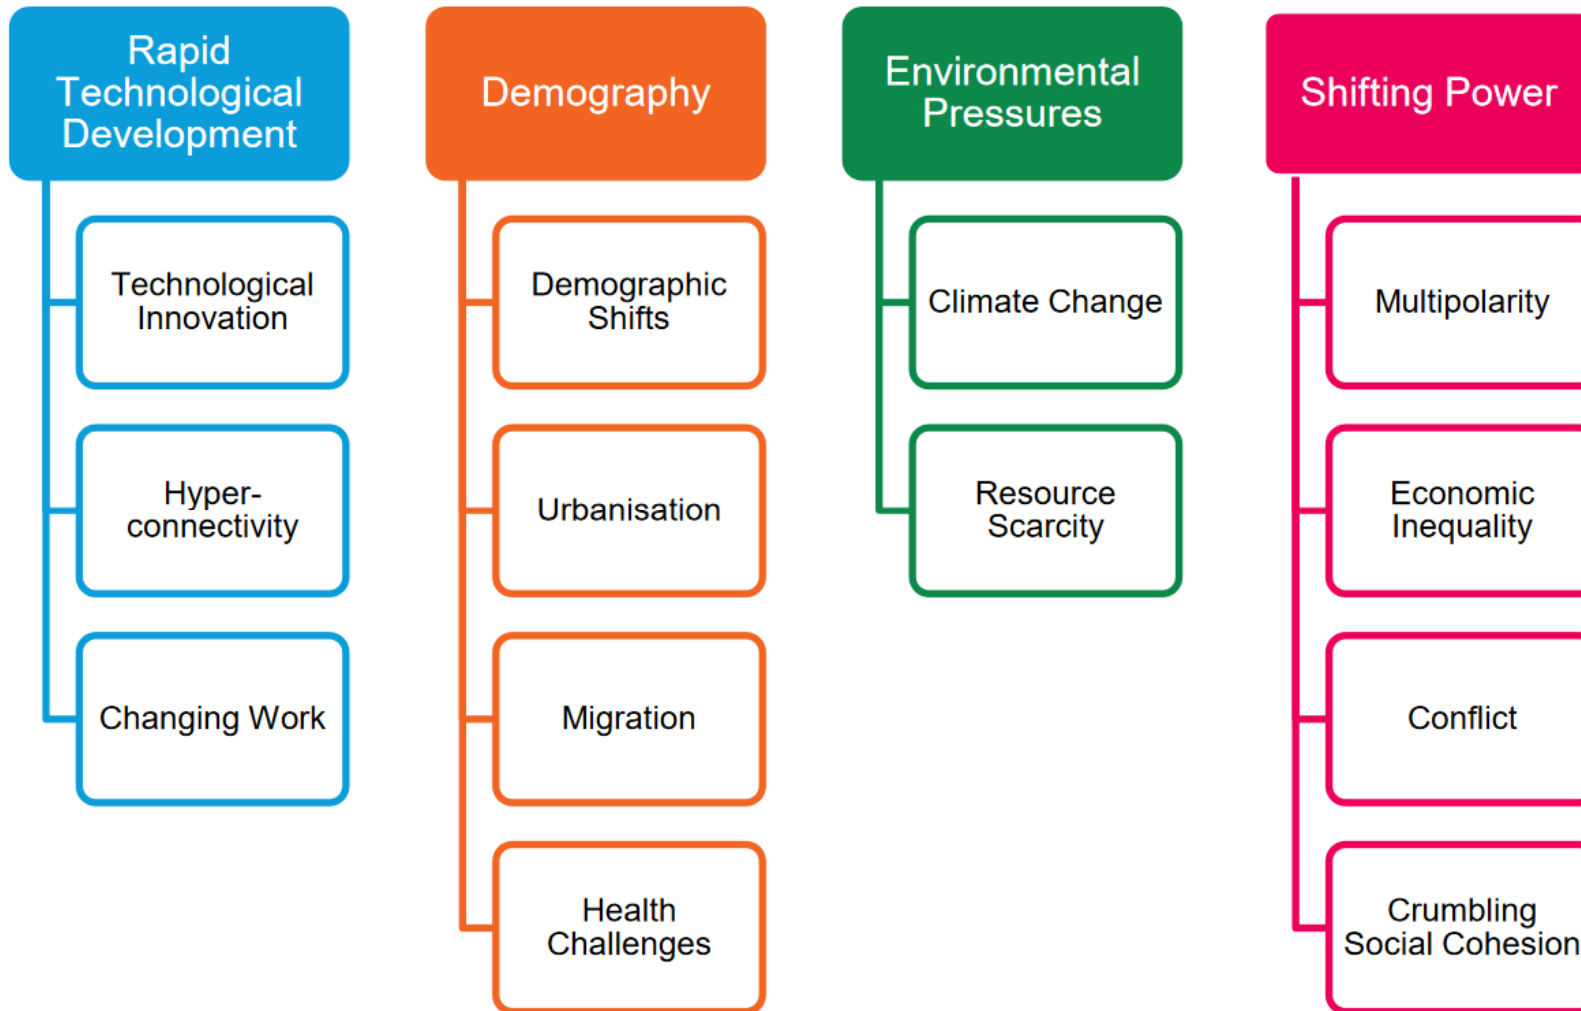 Rapid
Technological
Development
Technological
Innovation
Hyper-
connectivity
Changing Work
Demography
Demographic
Shifts
Urbanisation
Migration
Health
Challenges
Environmental
Pressures
Climate Change
Resource
Scarcity
Shifting Power
Multipolarity
Economic
Inequality
Conflict
Crumbling
Social Cohesion